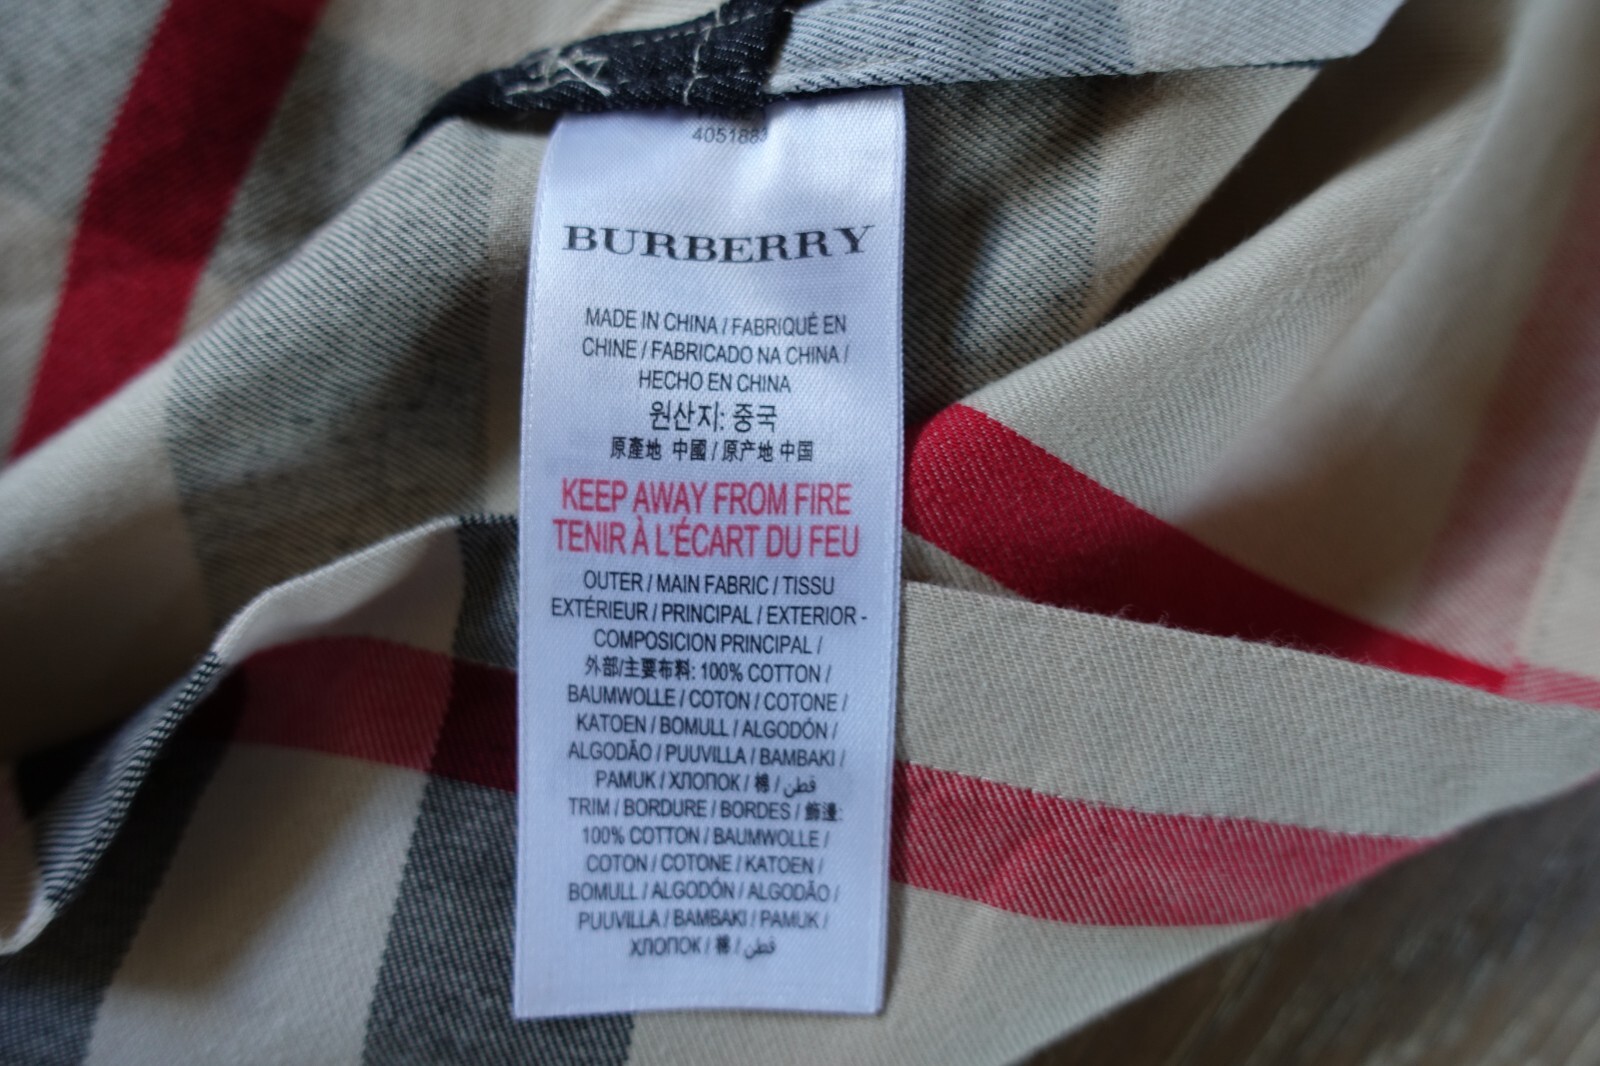 4051883
BURBERRY
MADE IN CHINA / FABRIQUÉ EN
CHINE / FABRICADO NA CHINA /
HECHO EN CHINA
원산지: 중국
原產地 中國 / 原产地 中国
KEEP AWAY FROM FIRE
TENIR À L'ÉCART DU FEU
OUTER / MAIN FABRIC / TISSU
EXTÉRIEUR / PRINCIPAL / EXTERIOR -
COMPOSICION PRINCIPAL /
外部/主要布料: 100% COTTON /
BAUMWOLLE / COTON / COTONE /
KATOEN / BOMULL / ALGODÓN /
ALGODÃO / PUUVILLA / BAMBAKI /
PAMUK / ХЛОПОК / 棉 / قطن
TRIM / BORDURE / BORDES / 飾邊:
100% COTTON / BAUMWOLLE /
COTON / COTONE / KATOEN /
BOMULL / ALGODÓN / ALGODÃO /
PUUVILLA / BAMBAKI / PAMUK /
ХЛОПОК / 棉 / قطن